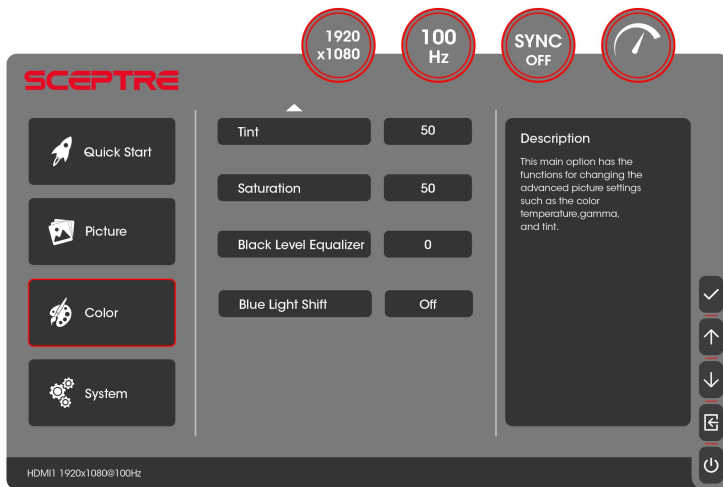 1920
x1080
100
Hz
SYNC
OFF
SCEPTRE
Quick Start
Picture
Color
System
Tint
50
Saturation
50
Black Level Equalizer
0
Blue Light Shift
Off
Description
This main option has the
functions for changing the
advanced picture settings
such as the color
temperature,gamma,
and tint.
HDMI1 1920x1080@100Hz